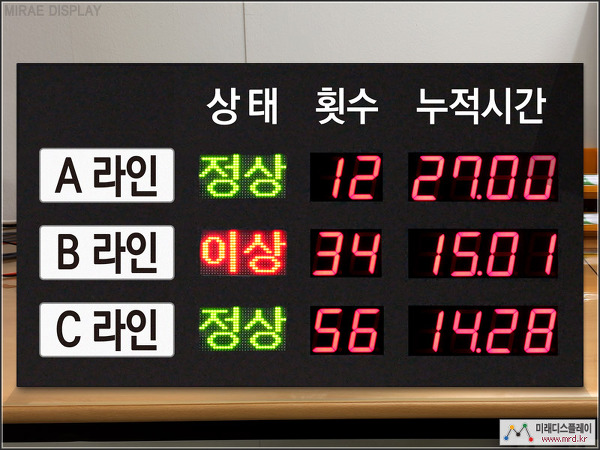 MIRAE DISPLAY
상태 횟수 누적시간
A 라인 정상 12 27.00
B 라인 이상 34 15.01
C 라인 정상 56 14.28
미래디스플레이
www.mrd.kr